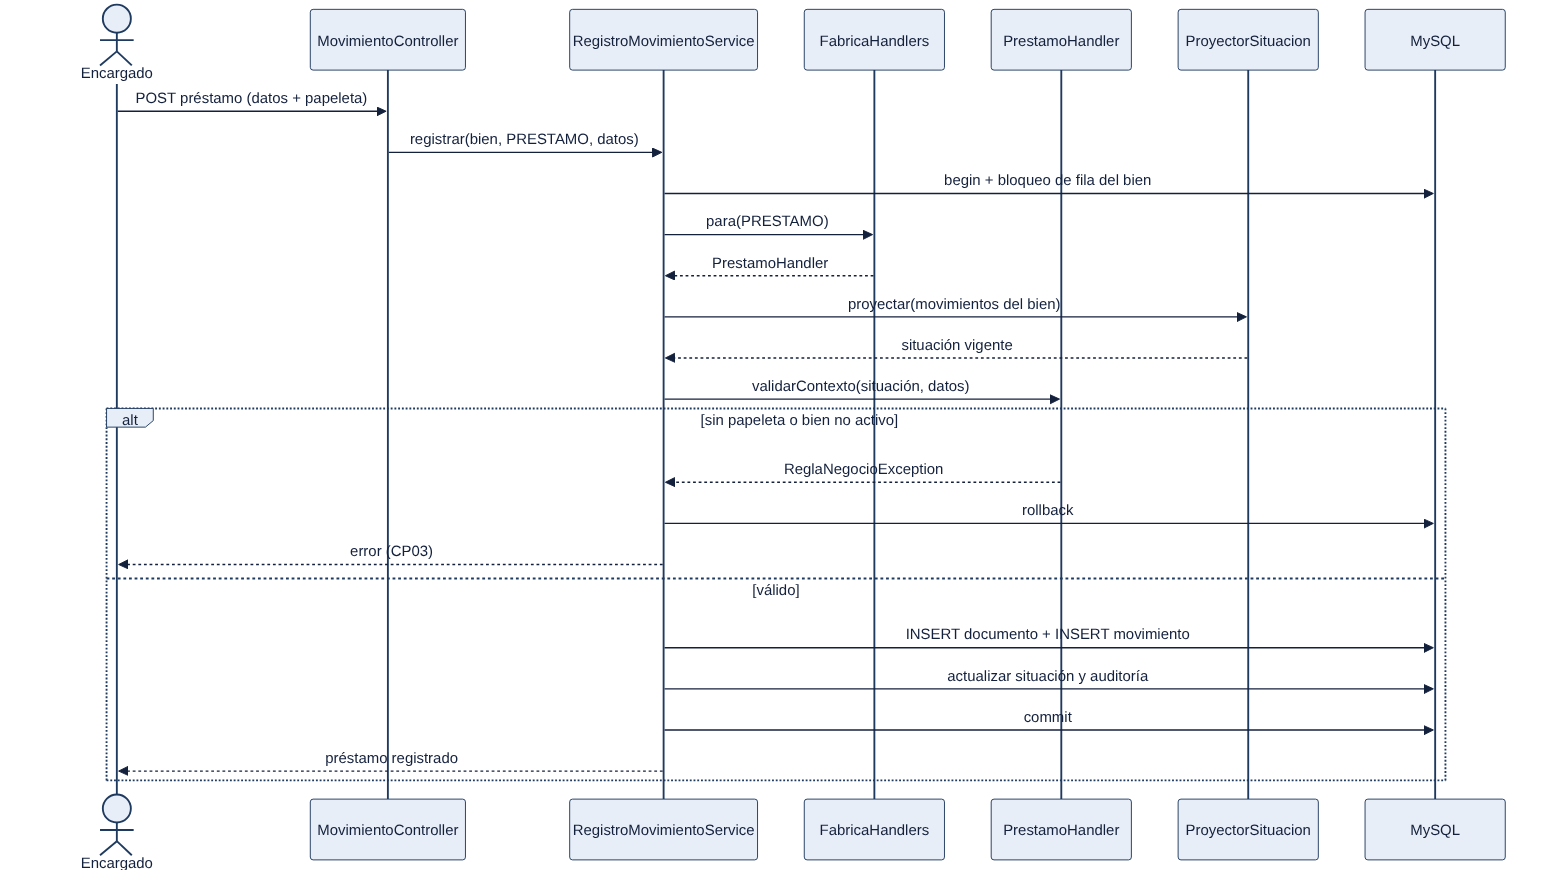 Encargado
MovimientoController
RegistroMovimientoService
FabricaHandlers
PrestamoHandler
ProyectorSituacion
MySQL
POST préstamo (datos + papeleta)
registrar(bien, PRESTAMO, datos)
begin + bloqueo de fila del bien
para(PRESTAMO)
PrestamoHandler
proyectar(movimientos del bien)
situación vigente
validarContexto(situación, datos)
alt
[sin papeleta o bien no activo]
ReglaNegocioException
rollback
error (CP03)
[válido]
INSERT documento + INSERT movimiento
actualizar situación y auditoría
commit
préstamo registrado
Encargado
MovimientoController
RegistroMovimientoService
FabricaHandlers
PrestamoHandler
ProyectorSituacion
MySQL